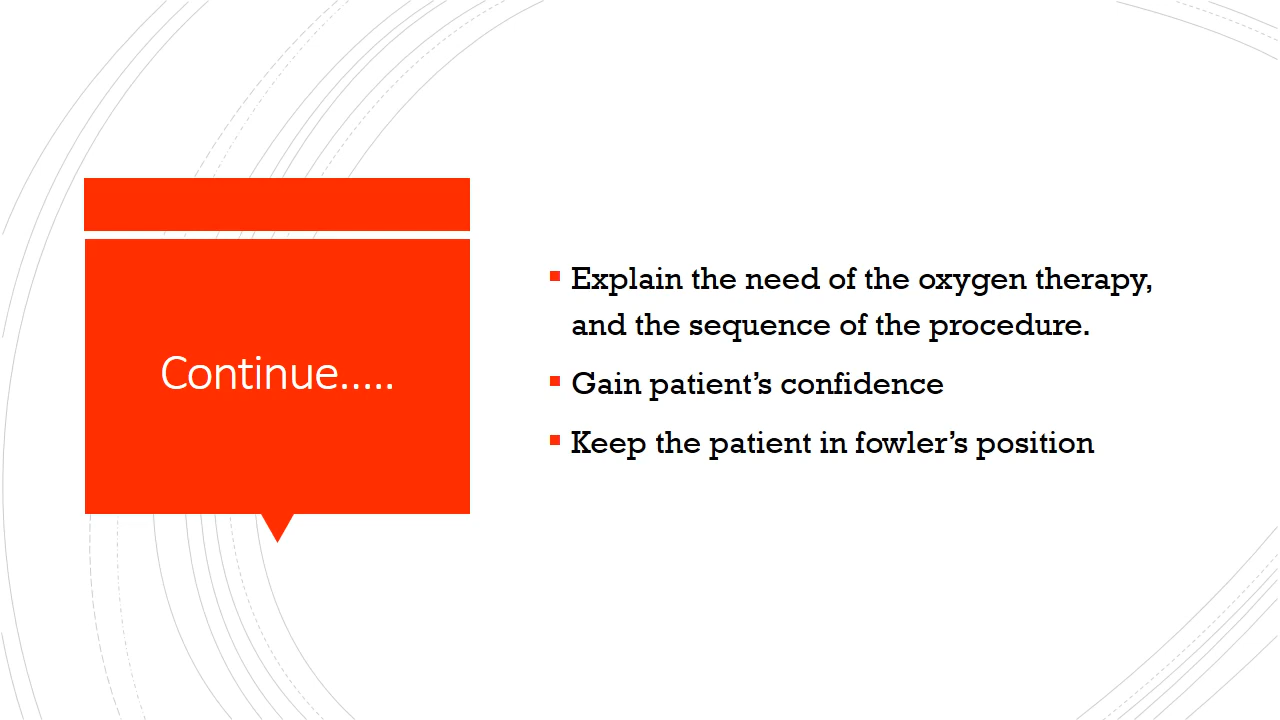 Continue.....
Explain the need of the oxygen therapy,
and the sequence of the procedure.
Gain patient’s confidence
Keep the patient in fowler’s position